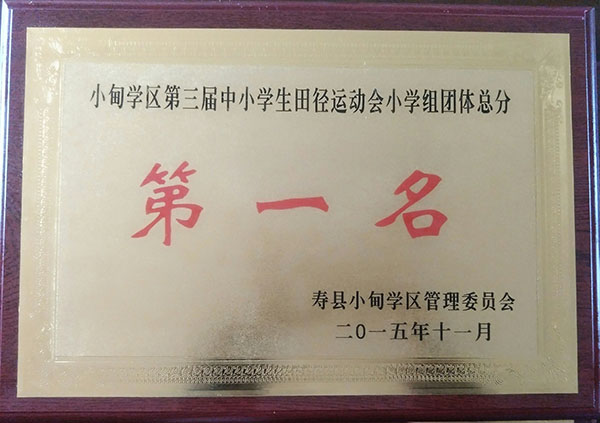 小甸学区第三届中小学生田径运动会小学组团体总分
第一名
寿县小甸学区管理委员会
二O一五年十一月